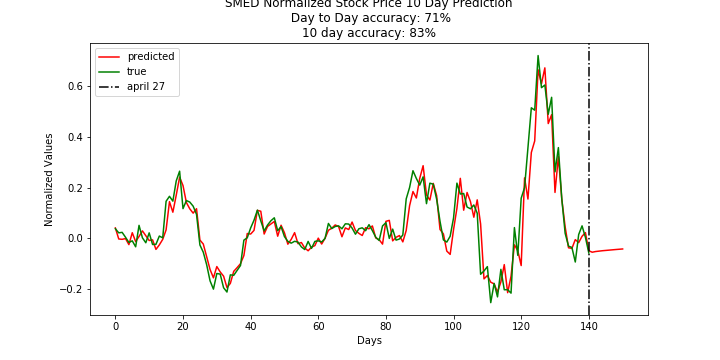 SMED Normalized Stock Price 10 Day Prediction
Day to Day accuracy: 71%
10 day accuracy: 83%
predicted
true
april 27
Normalized Values
0.6
0.4
0.2
0.0
−0.2
0
20
40
60
80
100
120
140
Days